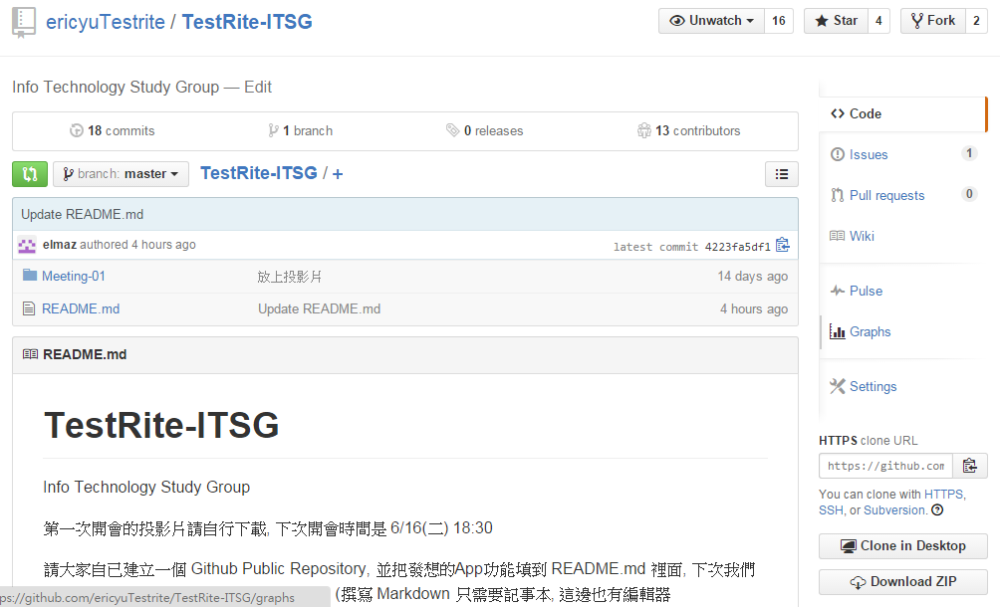 ericyuTestrite / TestRite-ITSG
Unwatch 16 Star 4 Fork 2
Info Technology Study Group — Edit
18 commits 1 branch 0 releases 13 contributors
branch: master TestRite-ITSG / +
Update README.md
elmaz authored 4 hours ago latest commit 4223fa5df1
Meeting-01 放上投影片 14 days ago
README.md Update README.md 4 hours ago
README.md
TestRite-ITSG
Info Technology Study Group
第一次開會的投影片請自行下載, 下次開會時間是 6/16(二) 18:30
請大家自已建立一個 Github Public Repository, 並把發想的App功能填到 README.md 裡面, 下次我們
(撰寫 Markdown 只需要記事本, 這邊也有編輯器
ps://github.com/ericyuTestrite/TestRite-ITSG/graphs
Code
Issues 1
Pull requests 0
Wiki
Pulse
Graphs
Settings
HTTPS clone URL
https://github.com
You can clone with HTTPS,
SSH, or Subversion.
Clone in Desktop
Download ZIP